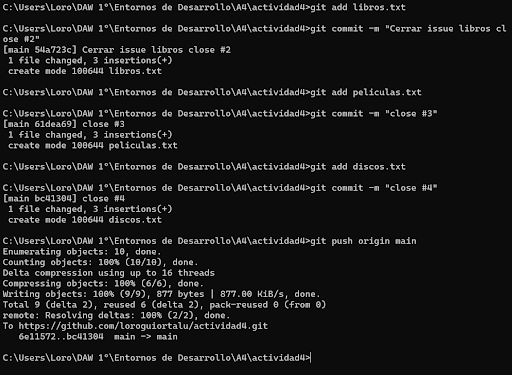 C:\Users\Loro\DAW 1º\Entornos de Desarrollo\A4\actividad4>git add libros.txt
C:\Users\Loro\DAW 1º\Entornos de Desarrollo\A4\actividad4>git commit -m "Cerrar issue libros cl
ose #2"
[main 54a723c] Cerrar issue libros close #2
1 file changed, 3 insertions(+)
create mode 100644 libros.txt
C:\Users\Loro\DAW 1º\Entornos de Desarrollo\A4\actividad4>git add peliculas.txt
C:\Users\Loro\DAW 1º\Entornos de Desarrollo\A4\actividad4>git commit -m "close #3"
[main 61dea69] close #3
1 file changed, 3 insertions(+)
create mode 100644 peliculas.txt
C:\Users\Loro\DAW 1º\Entornos de Desarrollo\A4\actividad4>git add discos.txt
C:\Users\Loro\DAW 1º\Entornos de Desarrollo\A4\actividad4>git commit -m "close #4"
[main bc41304] close #4
1 file changed, 3 insertions(+)
create mode 100644 discos.txt
C:\Users\Loro\DAW 1º\Entornos de Desarrollo\A4\actividad4>git push origin main
Enumerating objects: 10, done.
Counting objects: 100% (10/10), done.
Delta compression using up to 16 threads
Compressing objects: 100% (6/6), done.
Writing objects: 100% (9/9), 877 bytes | 877.00 KiB/s, done.
Total 9 (delta 2), reused 6 (delta 2), pack-reused 0 (from 0)
remote: Resolving deltas: 100% (2/2), done.
To https://github.com/loroguiortalu/actividad4.git
6e11572..bc41304  main -> main
C:\Users\Loro\DAW 1º\Entornos de Desarrollo\A4\actividad4>